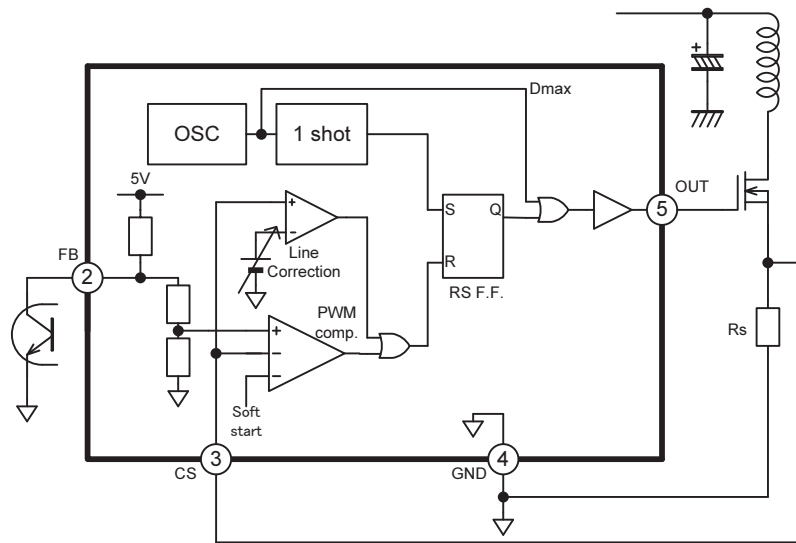 +
Dmax
OSC
1 shot
5V
OUT
5
S
Q
R
RS F.F.
FB
2
+
−
Line
Correction
PWM
comp.
+
−
−
Soft
start
Rs
3
CS
4
GND